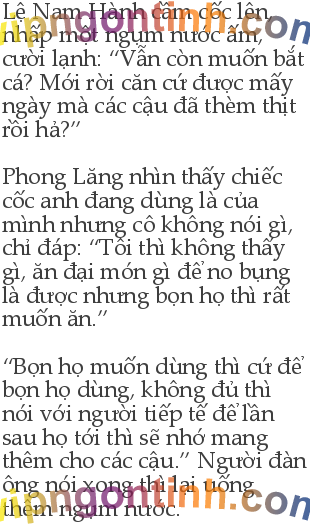 Lệ Nam Hành cầm cốc lên,
nhấp một ngụm nước ấm,
cười lạnh: “Vẫn còn muốn bắt
cá? Mới rời căn cứ được mấy
ngày mà các cậu đã thèm thịt
rồi hả?”
Phong Lăng nhìn thấy chiếc
cốc anh đang dùng là của
mình nhưng cô không nói gì,
chỉ đáp: “Tôi thì không thấy
gì, ăn đại món gì để no bụng
là được nhưng bọn họ thì rất
muốn ăn.”
“Bọn họ muốn dùng thì cứ để
bọn họ dùng, không đủ thì
nói với người tiếp tế để lần
sau họ tới thì sẽ nhớ mang
thêm cho các cậu.” Người đàn
ông nói xong thì lại uống
thêm ngụm nước.
vipngontinh.com
vipngontinh.com